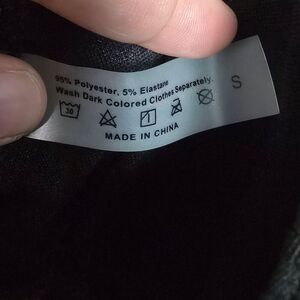 95% Polyester, 5% Elastane
Wash Dark Colored Clothes Separately.
30
S
MADE IN CHINA